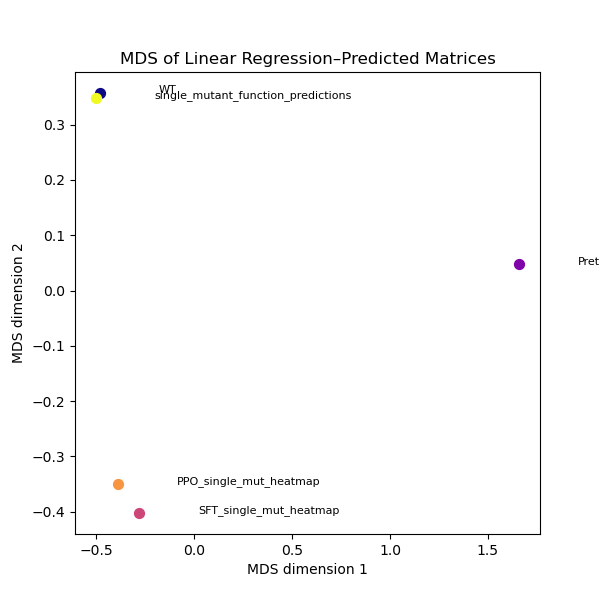 MDS of Linear Regression–Predicted Matrices
WT
single_mutant_function_predictions
Pret
PPO_single_mut_heatmap
SFT_single_mut_heatmap
0.3
0.2
0.1
0.0
−0.1
−0.2
−0.3
−0.4
MDS dimension 2
−0.5 0.0 0.5 1.0 1.5
MDS dimension 1